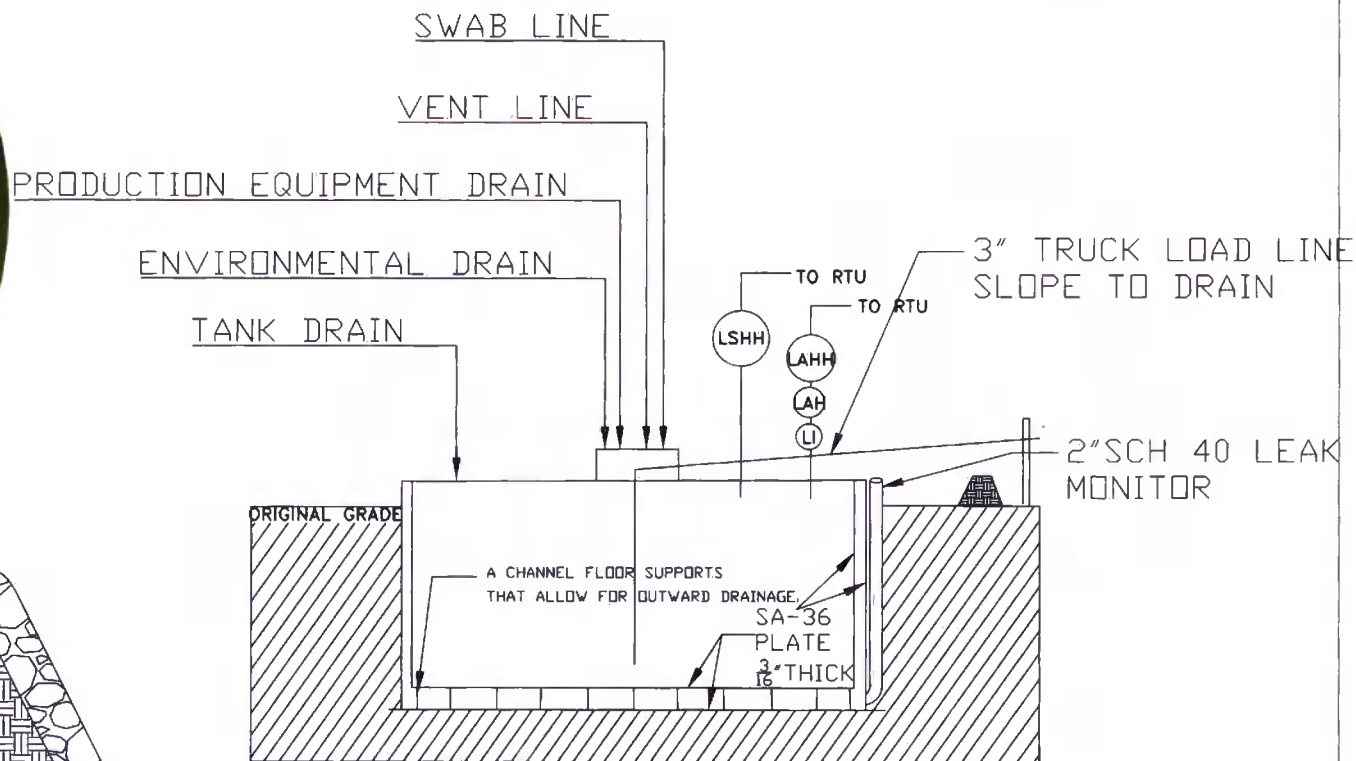 SWAB LINE
VENT LINE
PRODUCTION EQUIPMENT DRAIN
ENVIRONMENTAL DRAIN
TANK DRAIN
TO RTU
TO RTU
3" TRUCK LOAD LINE
SLOPE TO DRAIN
LSHH
LAHH
LAH
LI
2"SCH 40 LEAK
MONITOR
ORIGINAL GRADE
A CHANNEL FLOOR SUPPORTS
THAT ALLOW FOR OUTWARD DRAINAGE.
SA-36
PLATE
3/16"THICK